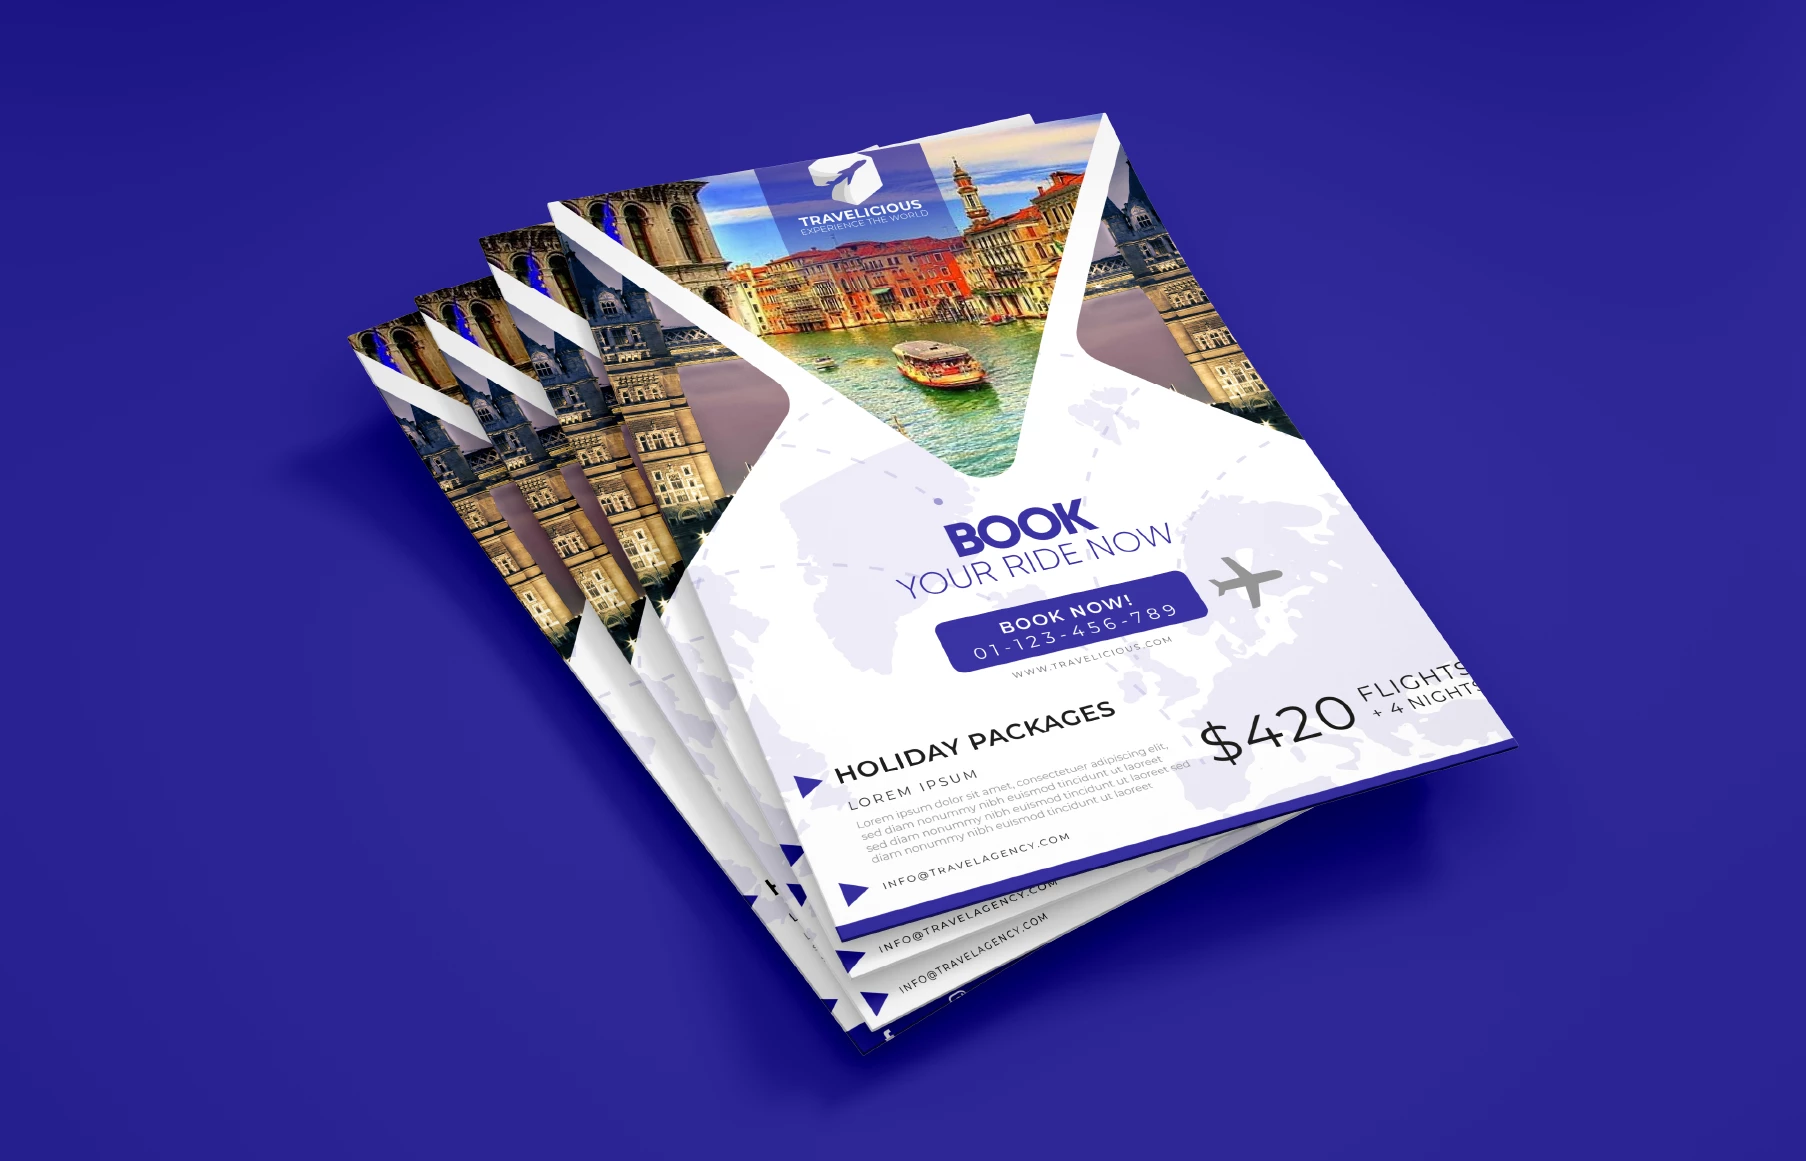 TRAVELICIOUS
EXPERIENCE THE WORLD
BOOK
YOUR RIDE NOW
BOOK NOW!
01-123-456-789
WWW.TRAVELICIOUS.COM
$420
FLIGHTS
+ 4 NIGHTS
HOLIDAY PACKAGES
LOREM IPSUM
Lorem ipsum dolor sit amet, consectetuer adipiscing elit,
sed diam nonummy nibh euismod tincidunt ut laoreet
sed diam nonummy nibh euismod tincidunt ut laoreet sed
diam nonummy nibh euismod tincidunt ut laoreet
INFO@TRAVELAGENCY.COM
INFO@TRAVELAGENCY.COM
INFO@TRAVELAGENCY.COM